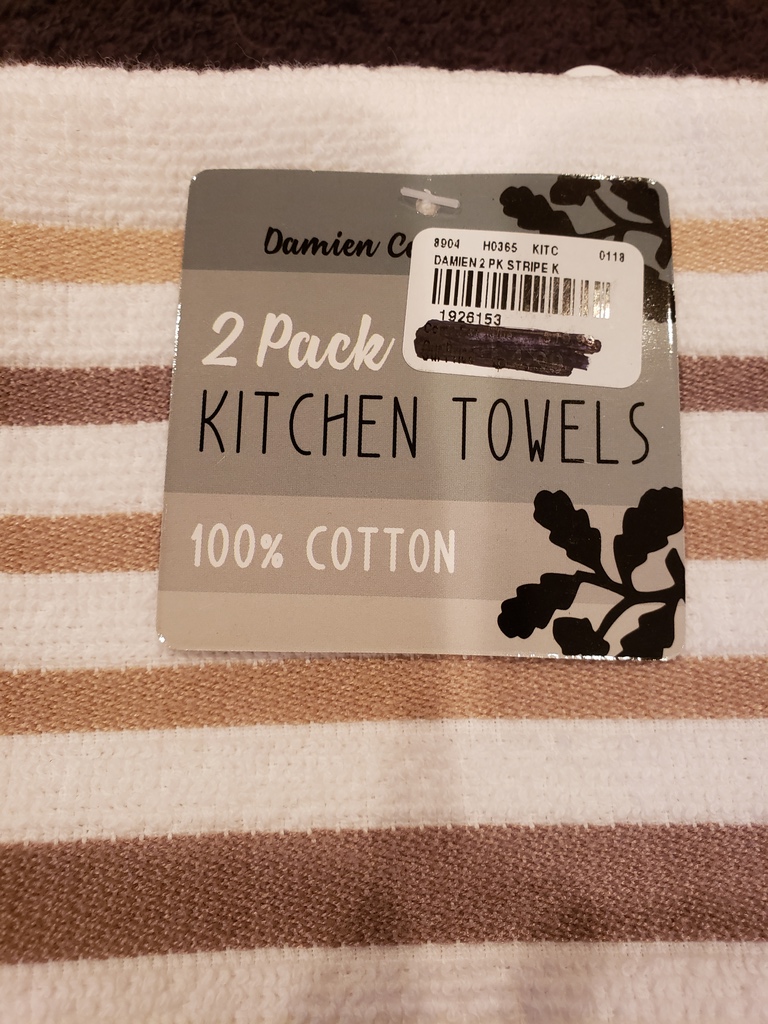 Damien
8904 H0365 KITC 0118
DAMIEN 2 PK STRIPE K
1926153
2 Pack
KITCHEN TOWELS
100% COTTON